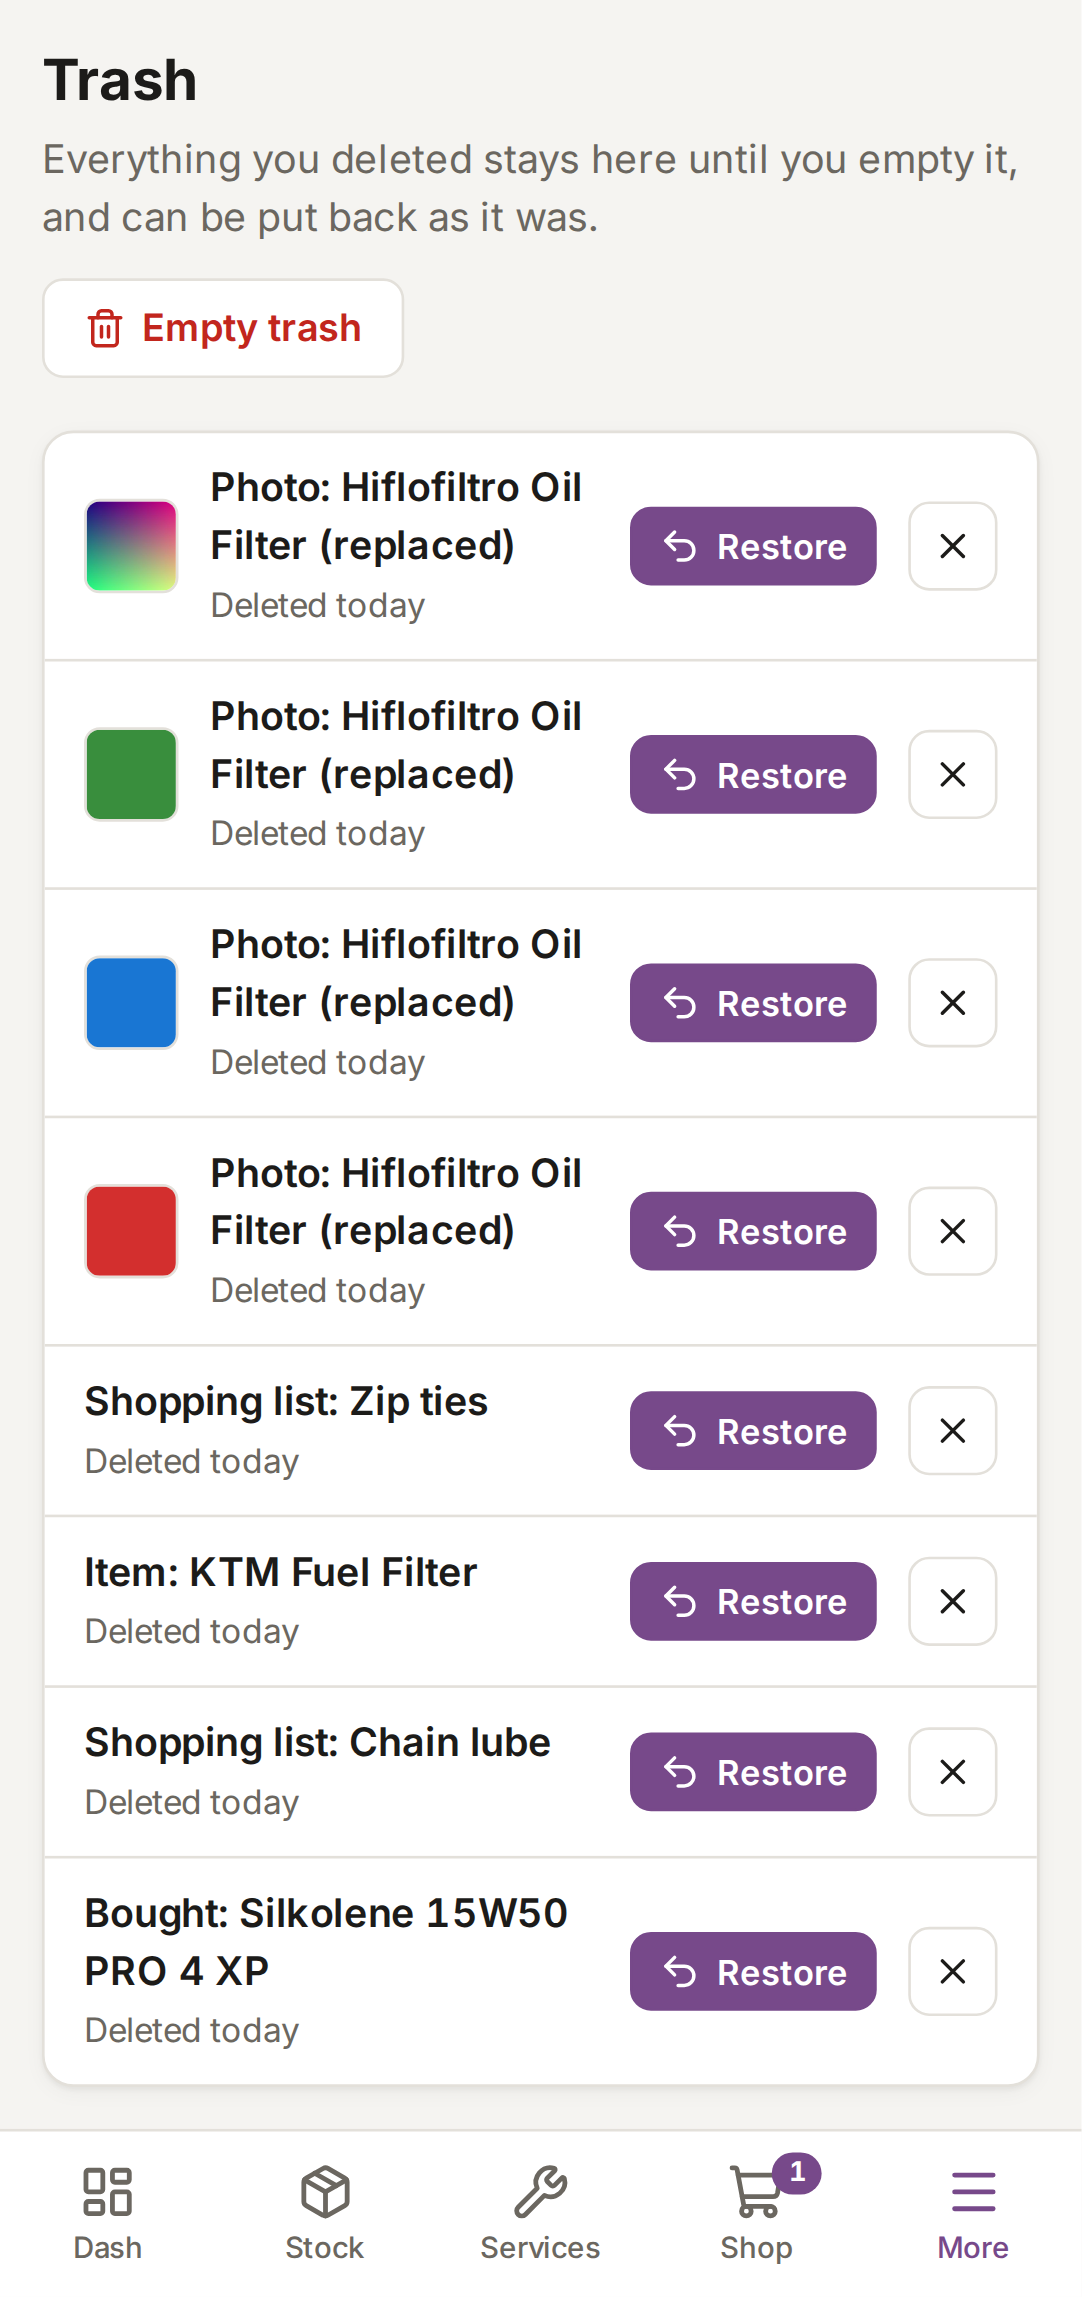 Trash
Everything you deleted stays here until you empty it,
and can be put back as it was.
Empty trash
Photo: Hiflofiltro Oil
Filter (replaced)
Deleted today
Restore
Photo: Hiflofiltro Oil
Filter (replaced)
Deleted today
Restore
Photo: Hiflofiltro Oil
Filter (replaced)
Deleted today
Restore
Photo: Hiflofiltro Oil
Filter (replaced)
Deleted today
Restore
Shopping list: Zip ties
Deleted today
Restore
Item: KTM Fuel Filter
Deleted today
Restore
Shopping list: Chain lube
Deleted today
Restore
Bought: Silkolene 15W50
PRO 4 XP
Deleted today
Restore
1
Dash
Stock
Services
Shop
More